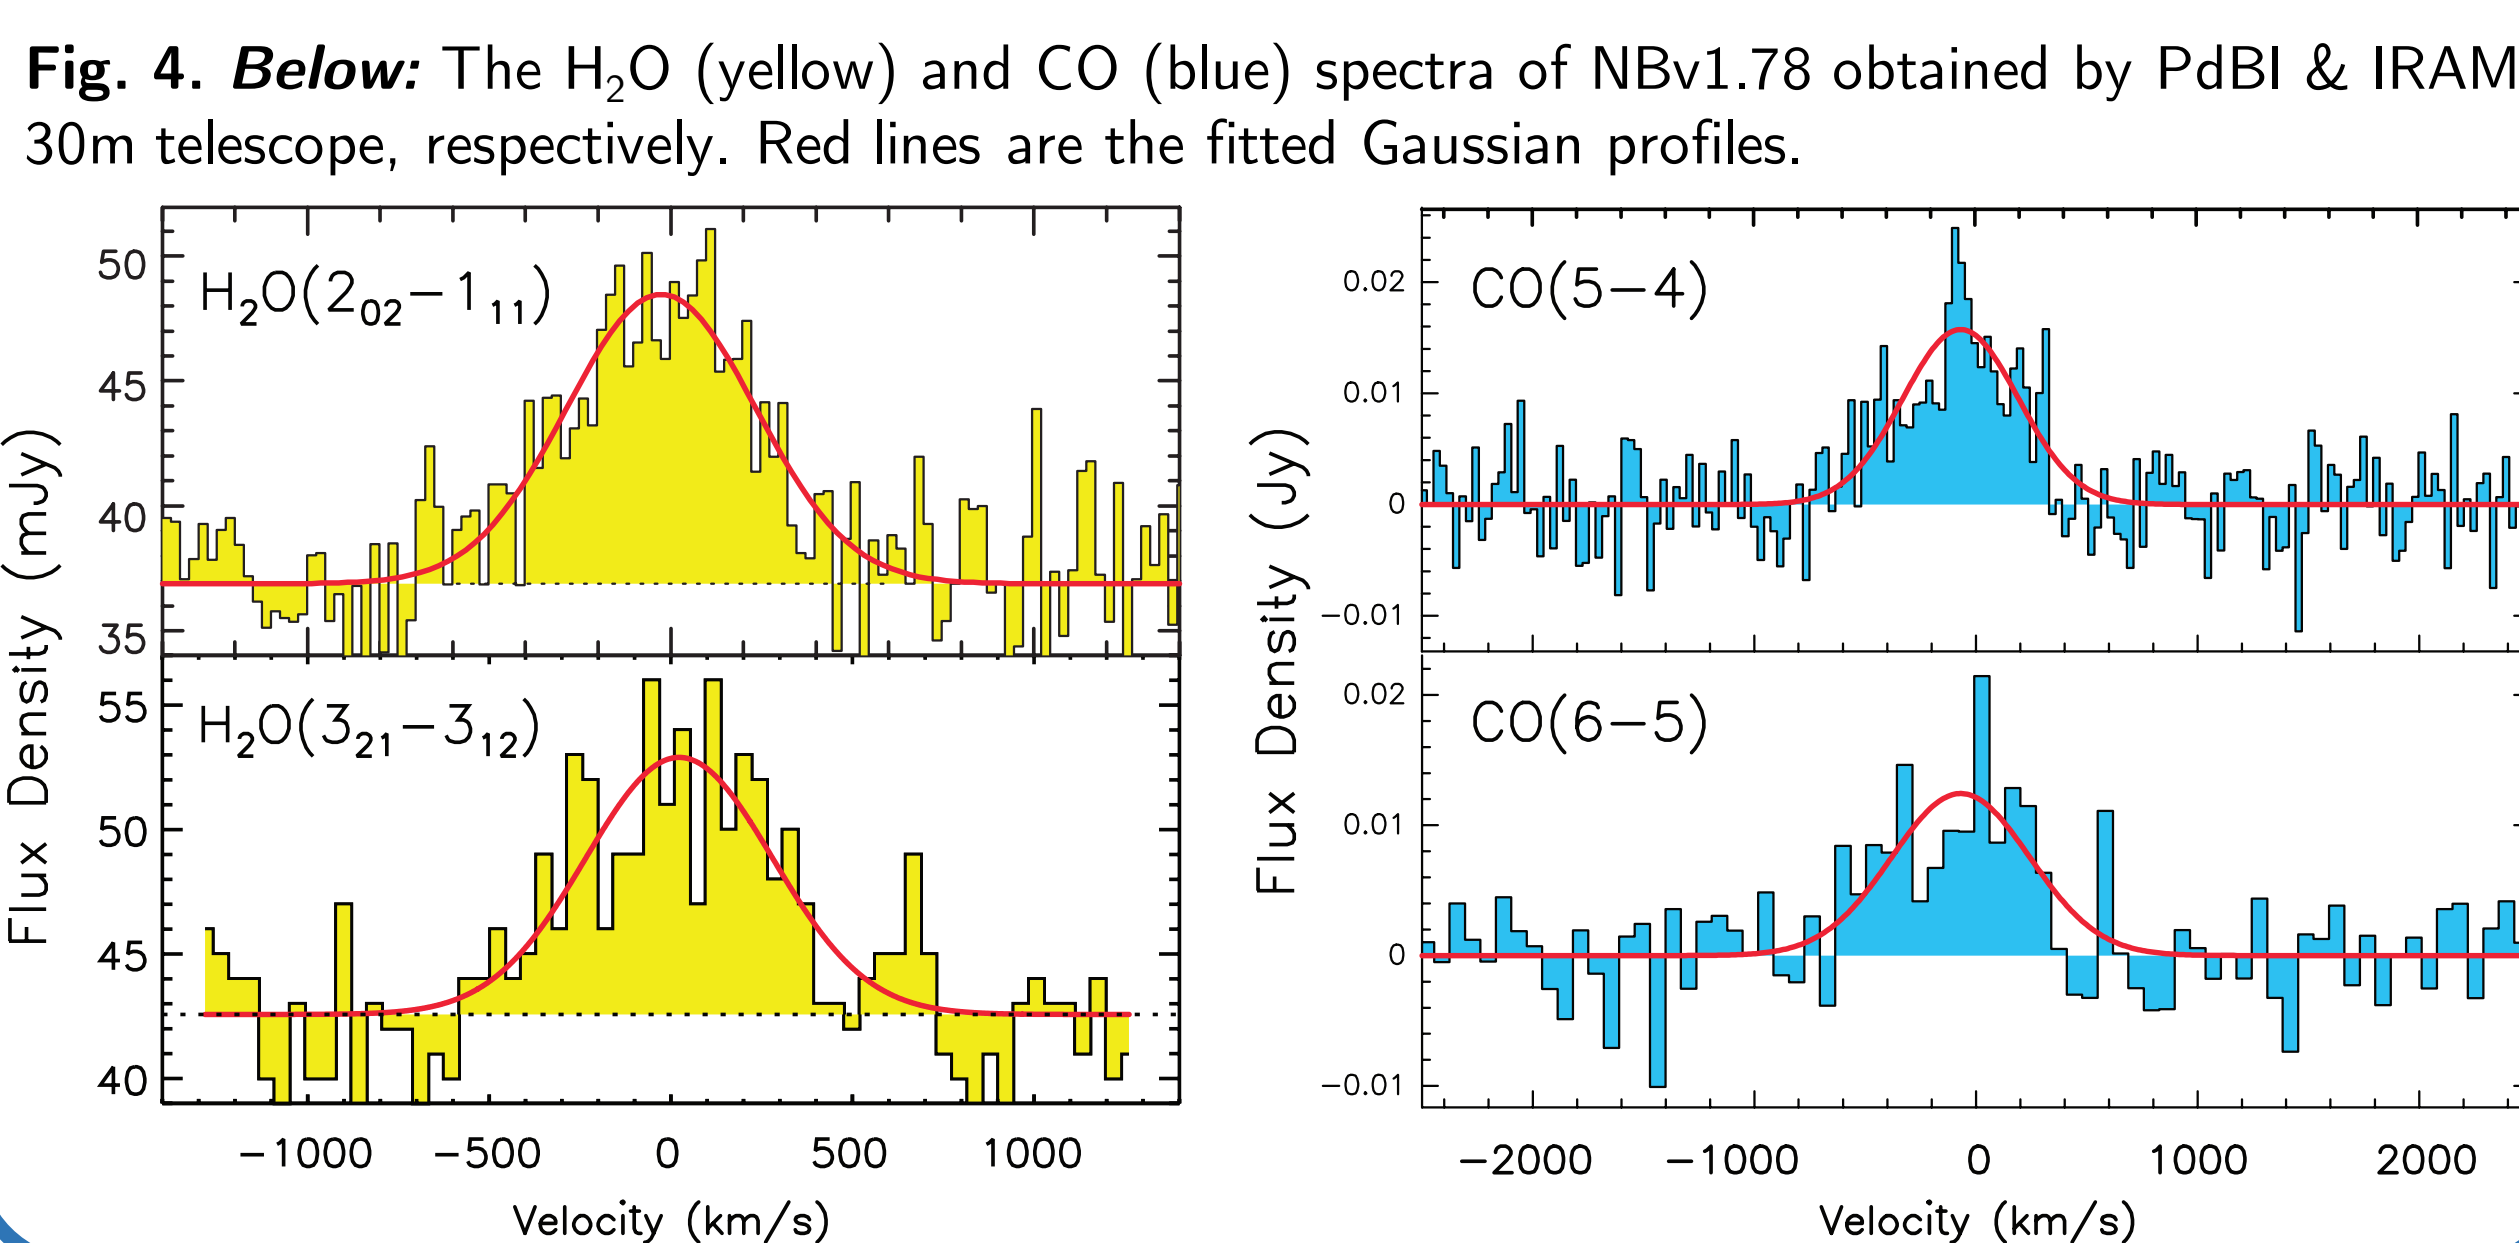 Fig. 4. Below: The H₂O (yellow) and CO (blue) spectra of NBv1.78 obtained by PdBI & IRAM
30m telescope, respectively. Red lines are the fitted Gaussian profiles.
Flux Density (mJy)
50
45
40
35
H₂O(2₀₂−1₁₁)
55
50
45
40
H₂O(3₂₁−3₁₂)
−1000 −500 0 500 1000
Velocity (km/s)
Flux Density (Jy)
0.02
0.01
0
−0.01
CO(5−4)
0.02
0.01
0
−0.01
CO(6−5)
−2000 −1000 0 1000 2000
Velocity (km/s)